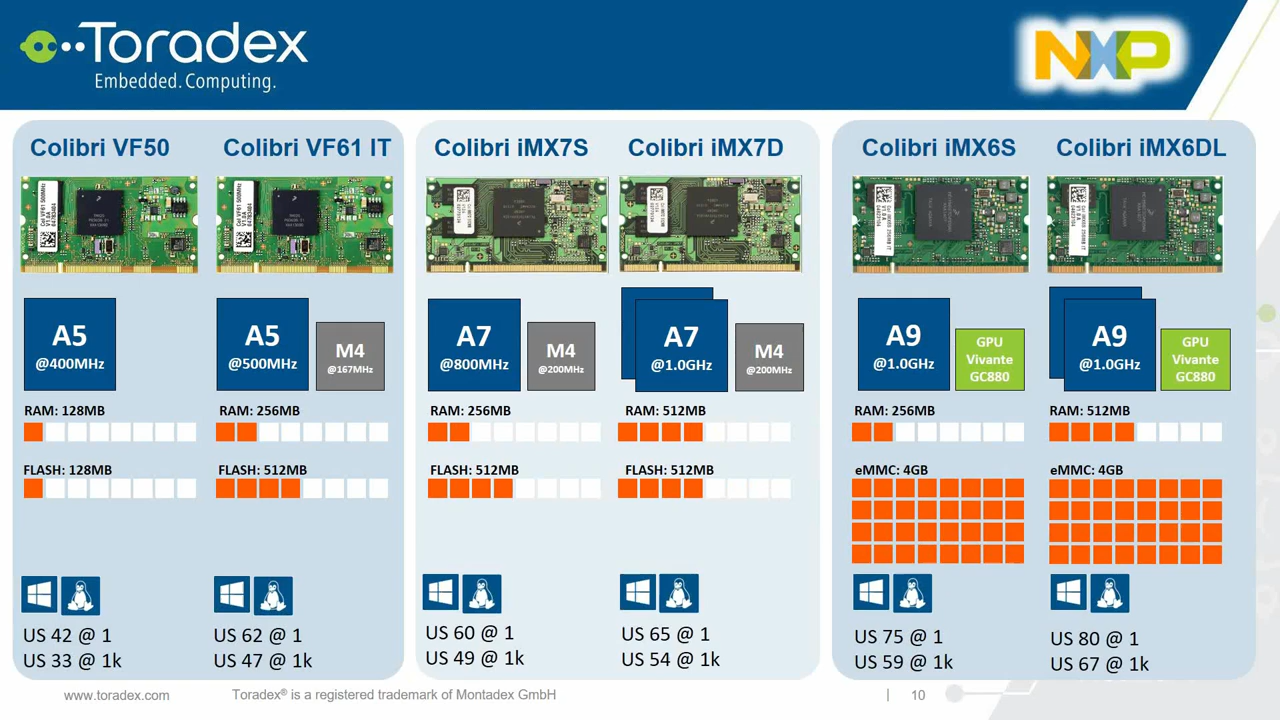 Toradex
Embedded.Computing.
NXP
Colibri VF50
Colibri VF61 IT
Colibri iMX7S
Colibri iMX7D
Colibri iMX6S
Colibri iMX6DL
A5
@400MHz
A5
@500MHz
M4
@167MHz
A7
@800MHz
M4
@200MHz
A7
@1.0GHz
M4
@200MHz
A9
@1.0GHz
GPU
Vivante
GC880
A9
@1.0GHz
GPU
Vivante
GC880
RAM: 128MB
RAM: 256MB
RAM: 256MB
RAM: 512MB
RAM: 256MB
RAM: 512MB
FLASH: 128MB
FLASH: 512MB
FLASH: 512MB
FLASH: 512MB
eMMC: 4GB
eMMC: 4GB
US 42 @ 1
US 33 @ 1k
US 62 @ 1
US 47 @ 1k
US 60 @ 1
US 49 @ 1k
US 65 @ 1
US 54 @ 1k
US 75 @ 1
US 59 @ 1k
US 80 @ 1
US 67 @ 1k
www.toradex.com
Toradex® is a registered trademark of Montadex GmbH
| 10